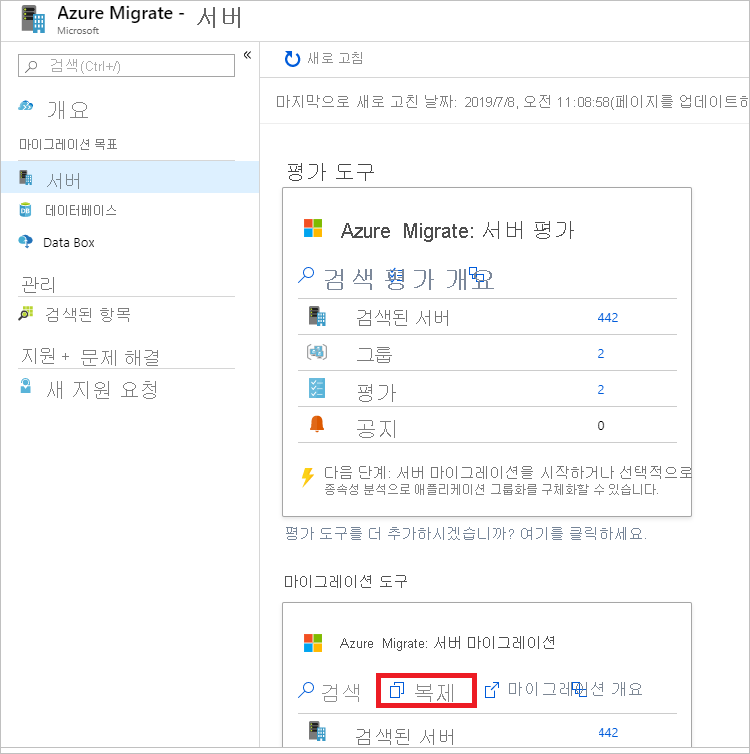 Azure Migrate - 서버
Microsoft
검색(Ctrl+/)
«
개요
마이그레이션 목표
서버
데이터베이스
Data Box
관리
검색된 항목
지원 + 문제 해결
새 지원 요청
새로 고침
마지막으로 새로 고친 날짜: 2019/7/8, 오전 11:08:58(페이지를 업데이트하
평가 도구
Azure Migrate: 서버 평가
검색 평가 개요
검색된 서버 442
그룹 2
평가 2
공지 0
다음 단계: 서버 마이그레이션을 시작하거나 선택적으로
종속성 분석으로 애플리케이션 그룹화를 구체화할 수 있습니다.
평가 도구를 더 추가하시겠습니까? 여기를 클릭하세요.
마이그레이션 도구
Azure Migrate: 서버 마이그레이션
검색 복제 마이그레이션 개요
검색된 서버 442